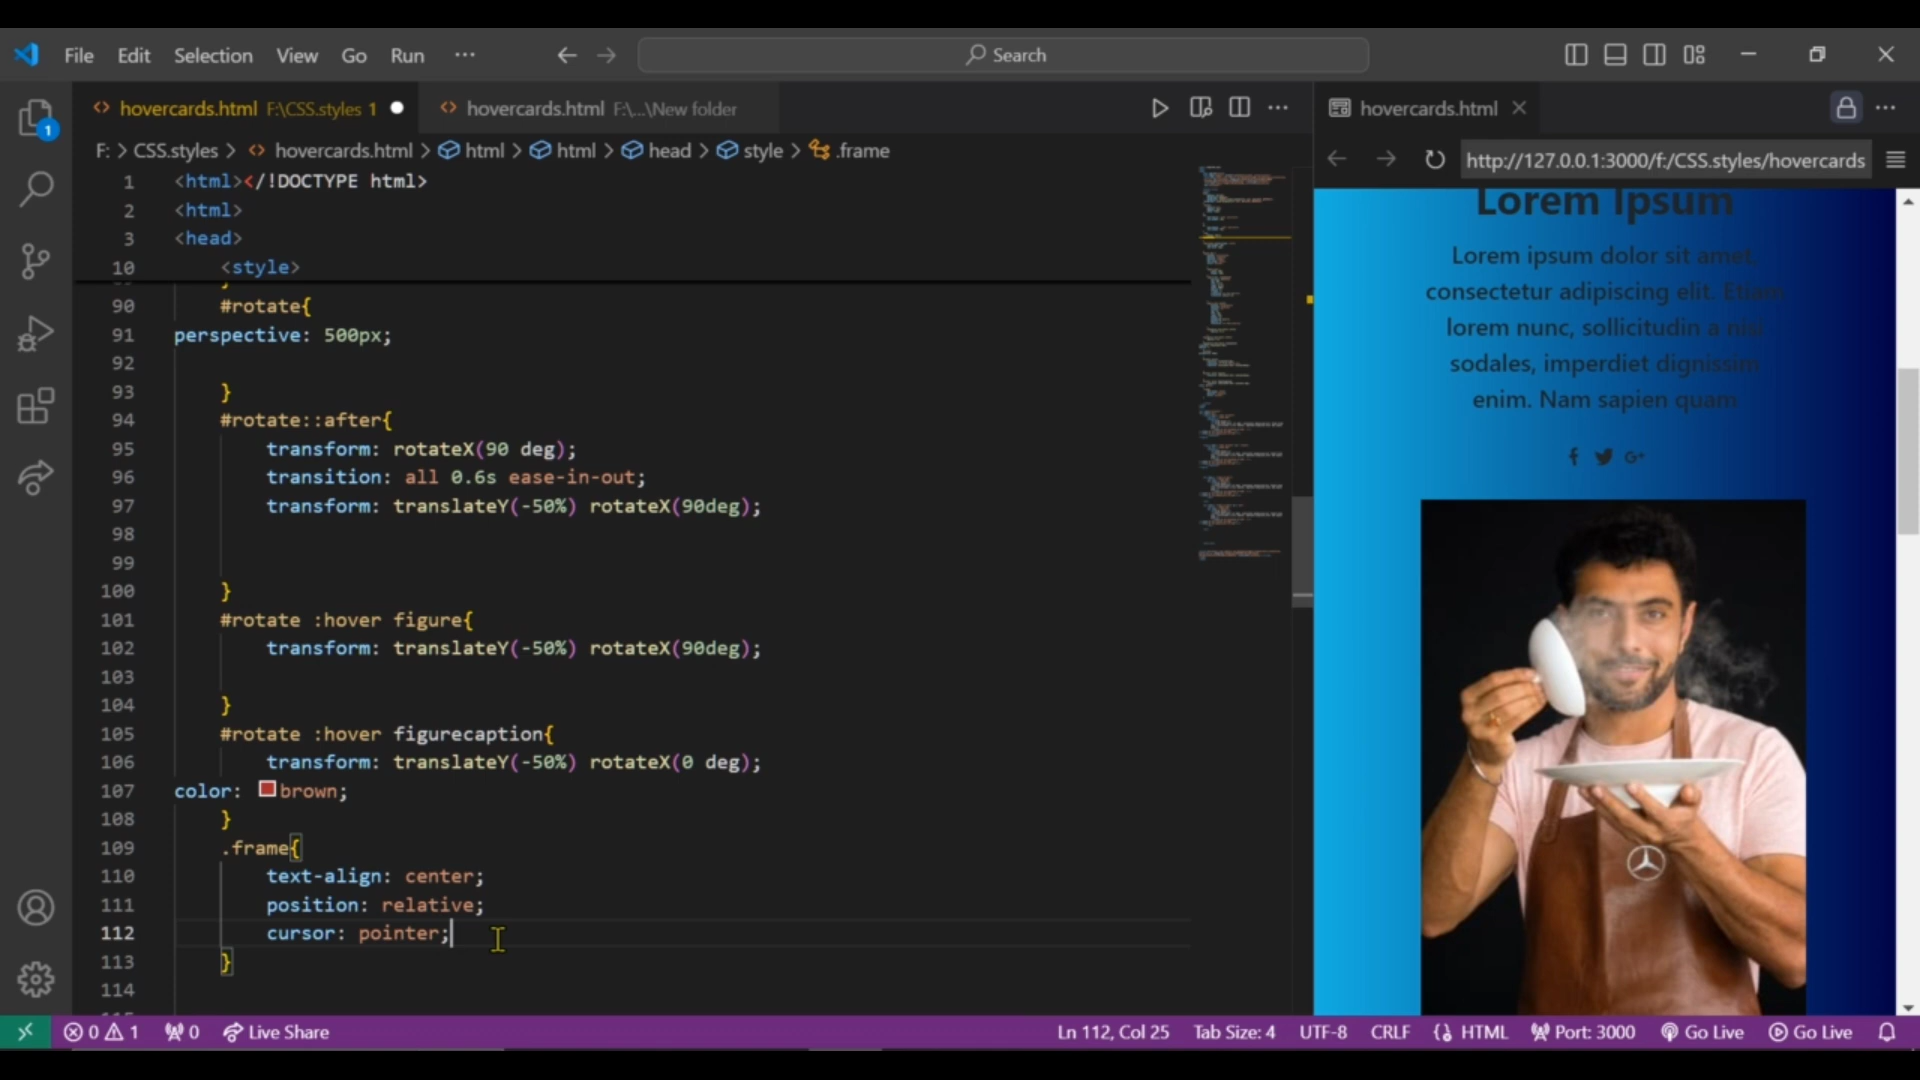 File Edit Selection View Go Run ··· Search
hovercards.html F:\CSS.styles 1 hovercards.html F:\...\New folder hovercards.html
F: > CSS.styles > hovercards.html > html > html > head > style > .frame
http://127.0.0.1:3000/f:/CSS.styles/hovercards
1 <html></!DOCTYPE html>
2 <html>
3 <head>
10 <style>
90 #rotate{
91 perspective: 500px;
92
93 }
94 #rotate::after{
95 transform: rotateX(90 deg);
96 transition: all 0.6s ease-in-out;
97 transform: translateY(-50%) rotateX(90deg);
98
99
100 }
101 #rotate :hover figure{
102 transform: translateY(-50%) rotateX(90deg);
103
104 }
105 #rotate :hover figurecaption{
106 transform: translateY(-50%) rotateX(0 deg);
107 color: brown;
108 }
109 .frame{
110 text-align: center;
111 position: relative;
112 cursor: pointer;
113 }
114
Lorem Ipsum
Lorem ipsum dolor sit amet,
consectetur adipiscing elit. Etiam
lorem nunc, sollicitudin a nisi
sodales, imperdiet dignissim
enim. Nam sapien quam
1
0 1 0 Live Share Ln 112, Col 25 Tab Size: 4 UTF-8 CRLF HTML Port: 3000 Go Live Go Live